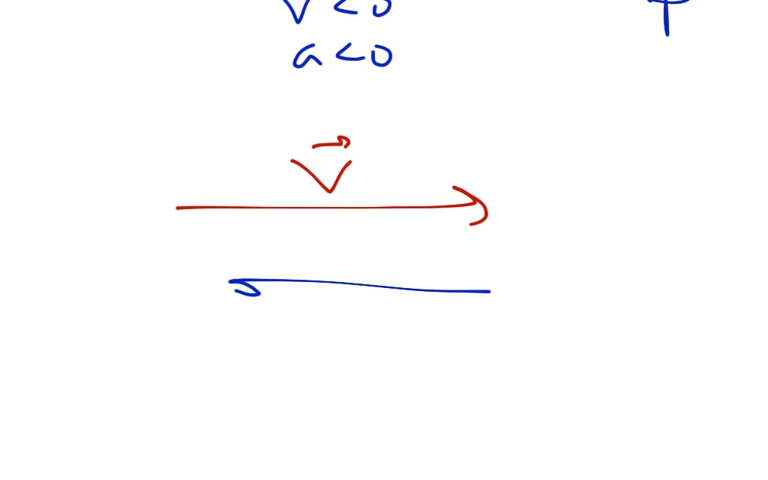 v < 0
a < 0
v⃗